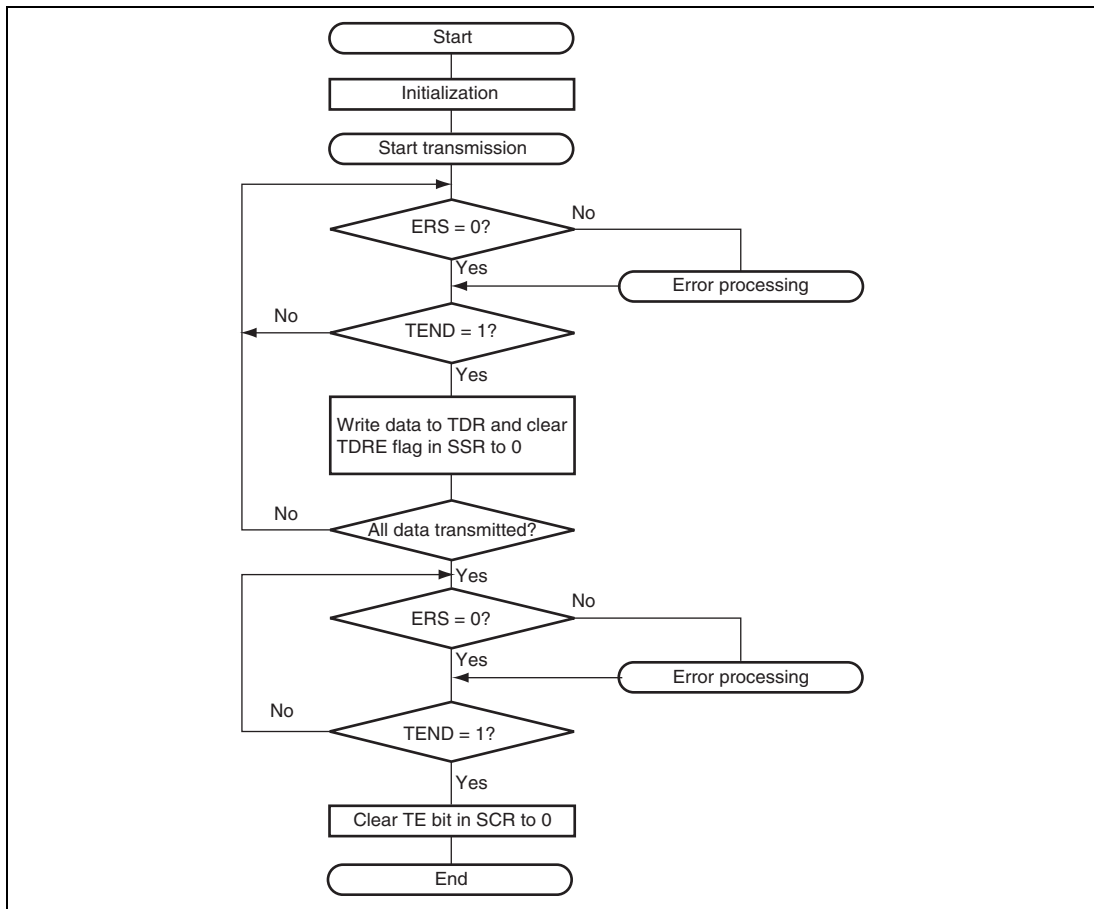 Start
Initialization
Start transmission
ERS = 0?
No
Yes
Error processing
No
TEND = 1?
Yes
Write data to TDR and clear
TDRE flag in SSR to 0
No
All data transmitted?
Yes
ERS = 0?
No
Yes
Error processing
No
TEND = 1?
Yes
Clear TE bit in SCR to 0
End